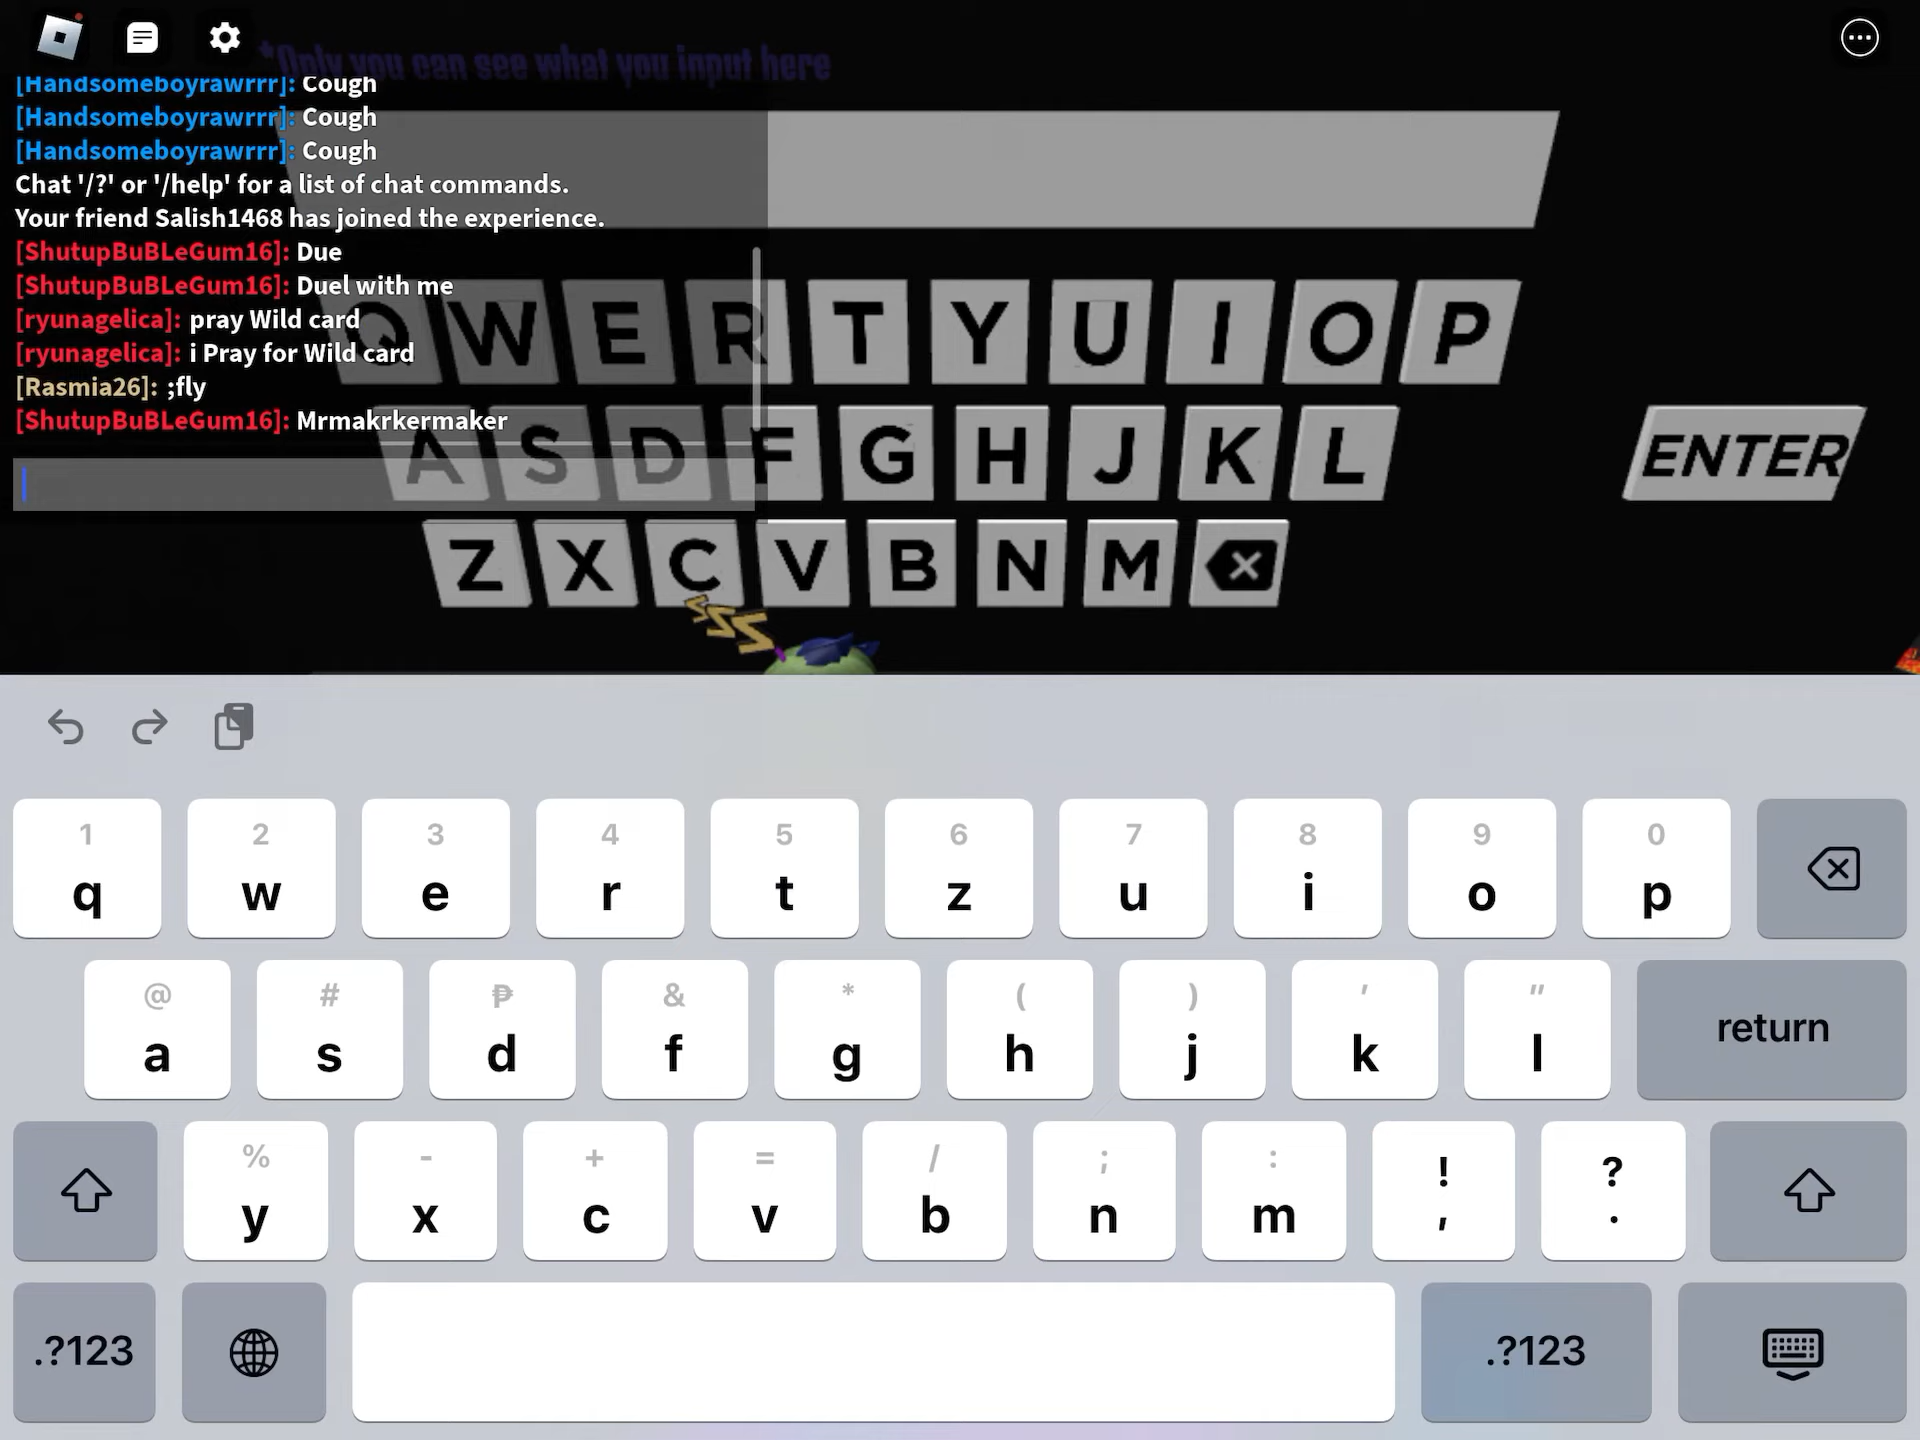 *Only you can see what you input here
[Handsomeboyrawrrr]: Cough
[Handsomeboyrawrrr]: Cough
[Handsomeboyrawrrr]: Cough
Chat '/?' or '/help' for a list of chat commands.
Your friend Salish1468 has joined the experience.
[ShutupBuBLeGum16]: Due
[ShutupBuBLeGum16]: Duel with me
[ryunagelica]: pray Wild card
[ryunagelica]: i Pray for Wild card
[Rasmia26]: ;fly
[ShutupBuBLeGum16]: Mrmakrkermaker
Q W E R T Y U I O P
A S D F G H J K L ENTER
Z X C V B N M
1 2 3 4 5 6 7 8 9 0
q w e r t z u i o p
@ # ₱ & * ( ) ' "
a s d f g h j k l return
% - + = / ; : ! ?
y x c v b n m , .
.?123 .?123